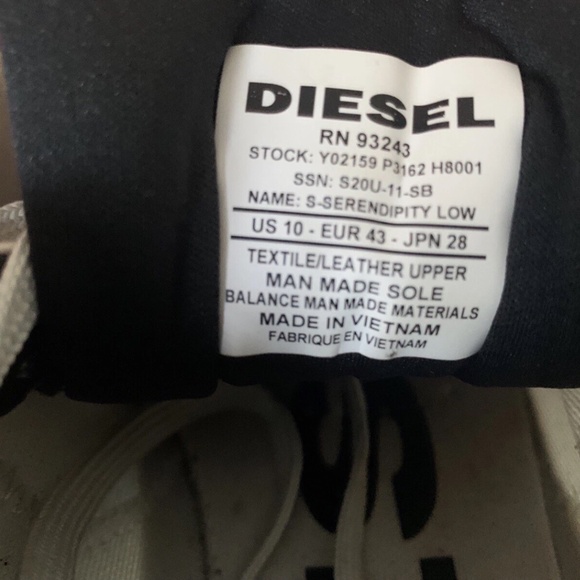 DIESEL
RN 93243
STOCK: Y02159 P3162 H8001
SSN: S20U-11-SB
NAME: S-SERENDIPITY LOW
US 10 - EUR 43 - JPN 28
TEXTILE/LEATHER UPPER
MAN MADE SOLE
BALANCE MAN MADE MATERIALS
MADE IN VIETNAM
FABRIQUE EN VIETNAM